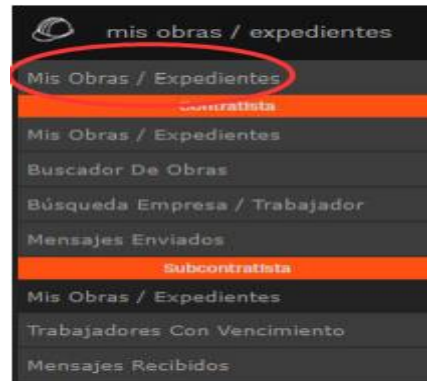 mis obras / expedientes
Mis Obras / Expedientes
Contratista
Mis Obras / Expedientes
Buscador De Obras
Búsqueda Empresa / Trabajador
Mensajes Enviados
Subcontratista
Mis Obras / Expedientes
Trabajadores Con Vencimiento
Mensajes Recibidos